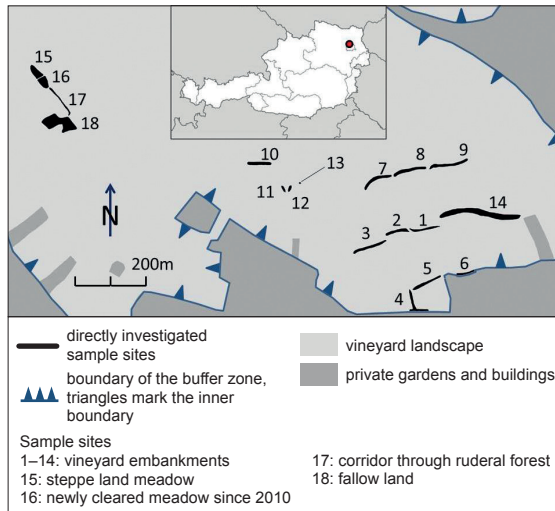 15
16
17
18
10
13
11
12
7
8
9
14
3
2
1
5
6
4
N
200m
directly investigated
sample sites
boundary of the buffer zone,
triangles mark the inner
boundary
vineyard landscape
private gardens and buildings
Sample sites
1–14: vineyard embankments
15: steppe land meadow
16: newly cleared meadow since 2010
17: corridor through ruderal forest
18: fallow land